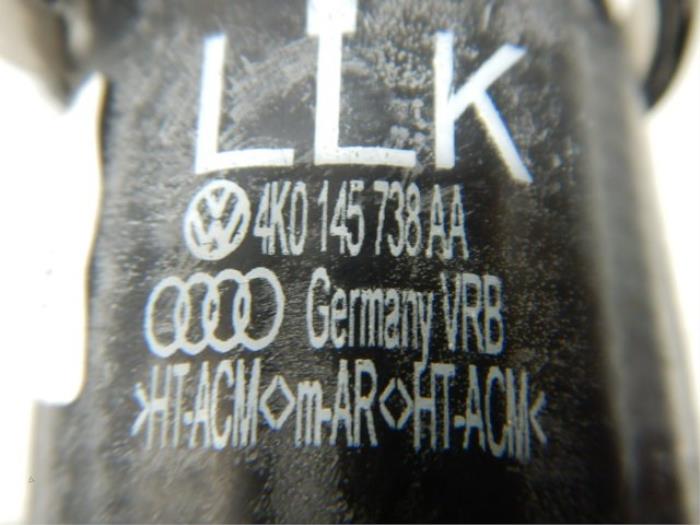 LLK
4K0 145 738 AA
Germany VRB
>HT-ACM<>m-AR<>HT-ACM<